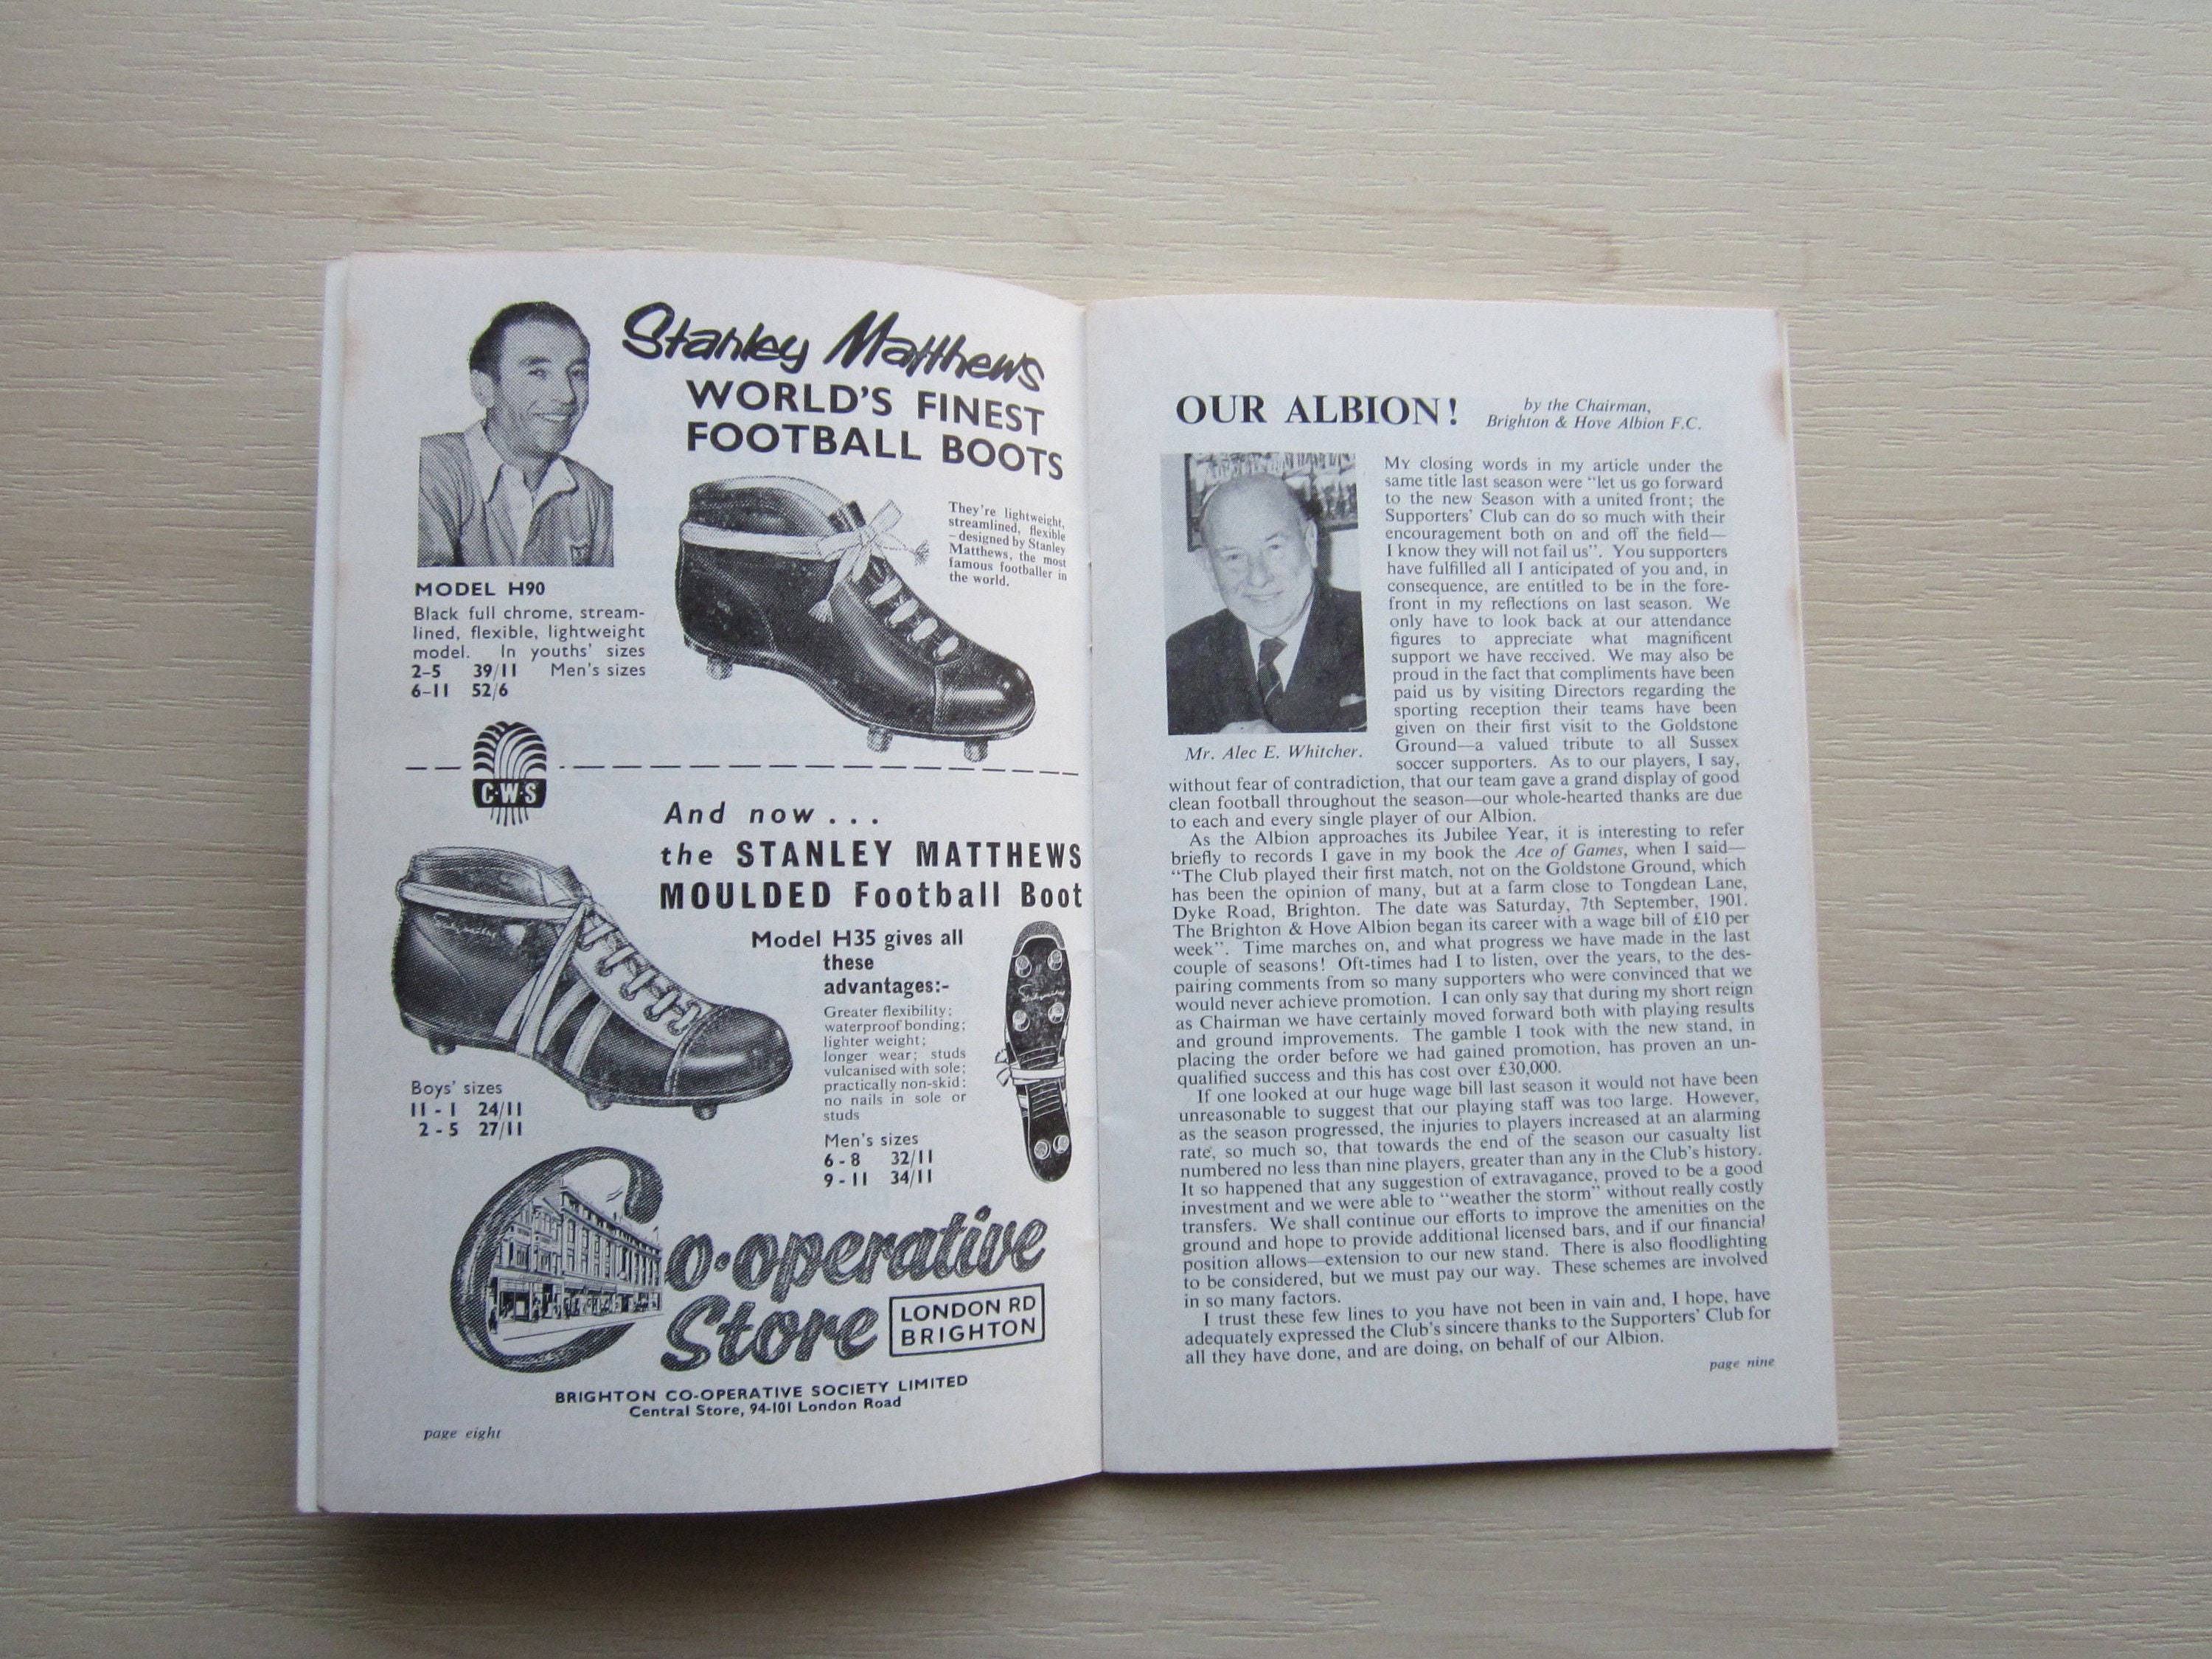 Stanley Matthews
WORLD'S FINEST
FOOTBALL BOOTS
They're lightweight,
streamlined, flexible
—designed by Stanley
Matthews, the most
famous footballer in
the world.
MODEL H90
Black full chrome, stream-
lined, flexible, lightweight
model. In youths' sizes
2-5 39/11 Men's sizes
6-11 52/6
C·W·S
And now . . .
the STANLEY MATTHEWS
MOULDED Football Boot
Model H35 gives all
these
advantages:-
Greater flexibility;
waterproof bonding;
lighter weight;
longer wear; studs
vulcanised with sole;
practically non-skid;
no nails in sole or
studs
Boys' sizes
11 - 1 24/11
2 - 5 27/11
Men's sizes
6 - 8 32/11
9 - 11 34/11
Co-operative
Store
LONDON RD
BRIGHTON
BRIGHTON CO-OPERATIVE SOCIETY LIMITED
Central Store, 94-101 London Road
page eight
OUR ALBION!
by the Chairman,
Brighton & Hove Albion F.C.
Mr. Alec E. Whitcher.
MY closing words in my article under the
same title last season were "let us go forward
to the new Season with a united front; the
Supporters' Club can do so much with their
encouragement both on and off the field—
I know they will not fail us". You supporters
have fulfilled all I anticipated of you and, in
consequence, are entitled to be in the fore-
front in my reflections on last season. We
only have to look back at our attendance
figures to appreciate what magnificent
support we have received. We may also be
proud in the fact that compliments have been
paid us by visiting Directors regarding the
sporting reception their teams have been
given on their first visit to the Goldstone
Ground—a valued tribute to all Sussex
soccer supporters. As to our players, I say,
without fear of contradiction, that our team gave a grand display of good
clean football throughout the season—our whole-hearted thanks are due
to each and every single player of our Albion.
As the Albion approaches its Jubilee Year, it is interesting to refer
briefly to records I gave in my book the Ace of Games, when I said—
"The Club played their first match, not on the Goldstone Ground, which
has been the opinion of many, but at a farm close to Tongdean Lane,
Dyke Road, Brighton. The date was Saturday, 7th September, 1901.
The Brighton & Hove Albion began its career with a wage bill of £10 per
week". Time marches on, and what progress we have made in the last
couple of seasons! Oft-times had I to listen, over the years, to the des-
pairing comments from so many supporters who were convinced that we
would never achieve promotion. I can only say that during my short reign
as Chairman we have certainly moved forward both with playing results
and ground improvements. The gamble I took with the new stand, in
placing the order before we had gained promotion, has proven an un-
qualified success and this has cost over £30,000.
If one looked at our huge wage bill last season it would not have been
unreasonable to suggest that our playing staff was too large. However,
as the season progressed, the injuries to players increased at an alarming
rate, so much so, that towards the end of the season our casualty list
numbered no less than nine players, greater than any in the Club's history.
It so happened that any suggestion of extravagance, proved to be a good
investment and we were able to "weather the storm" without really costly
transfers. We shall continue our efforts to improve the amenities on the
ground and hope to provide additional licensed bars, and if our financial
position allows—extension to our new stand. There is also floodlighting
to be considered, but we must pay our way. These schemes are involved
in so many factors.
I trust these few lines to you have not been in vain and, I hope, have
adequately expressed the Club's sincere thanks to the Supporters' Club for
all they have done, and are doing, on behalf of our Albion.
page nine